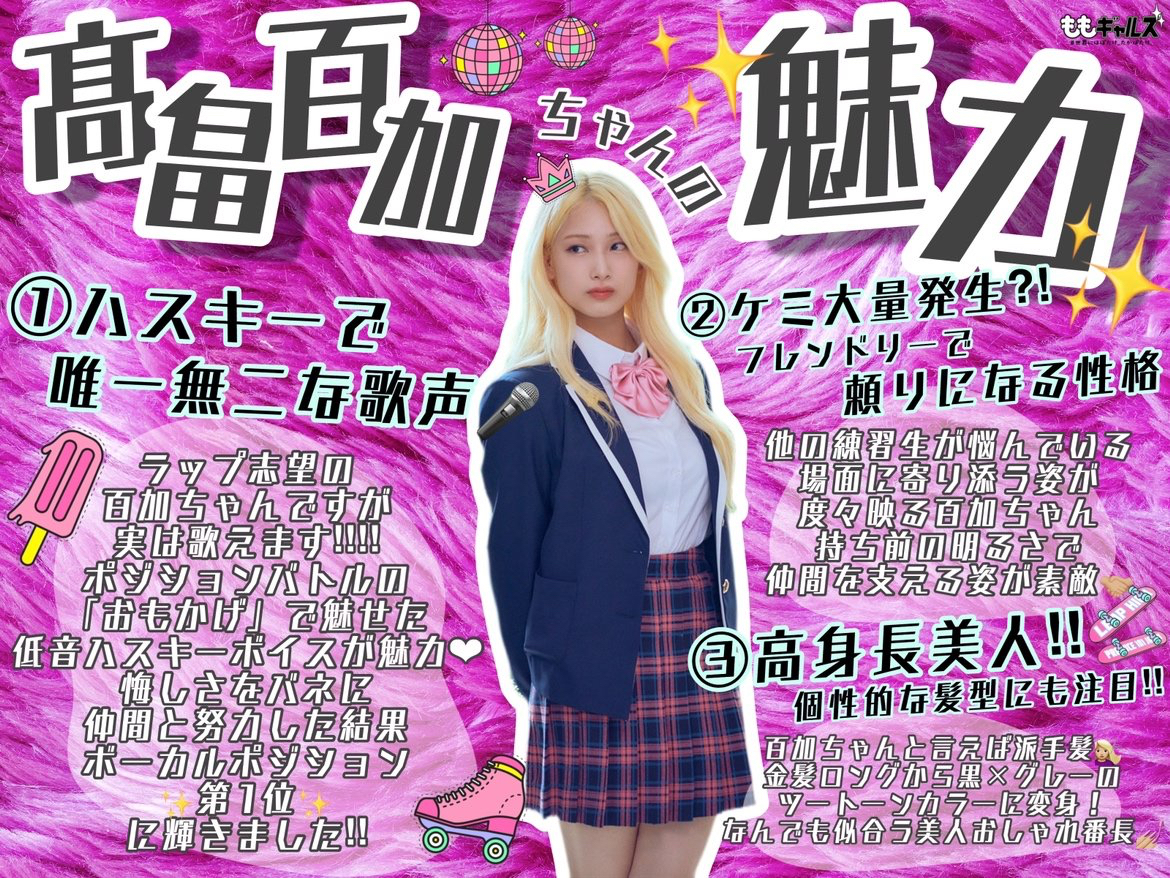 髙畠百加ちゃんの魅力
ももギャルズ
①ハスキーで
唯一無二な歌声
ラップ志望の
百加ちゃんですが
実は歌えます!!!!
ポジションバトルの
「おもかげ」で魅せた
低音ハスキーボイスが魅力❤
悔しさをバネに
仲間と努力した結果
ボーカルポジション
✨第1位✨
に輝きました!!
②ケミ大量発生?!
フレンドリーで
頼りになる性格
他の練習生が悩んでいる
場面に寄り添う姿が
度々映る百加ちゃん
持ち前の明るさで
仲間を支える姿が素敵
③高身長美人!!
個性的な髪型にも注目!!
百加ちゃんと言えば派手髪
金髪ロングから黒×グレーの
ツートーンカラーに変身！
なんでも似合う美人おしゃれ番長